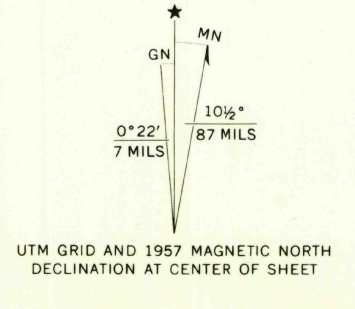 MN
GN
10½°
87 MILS
0°22'
7 MILS
UTM GRID AND 1957 MAGNETIC NORTH
DECLINATION AT CENTER OF SHEET